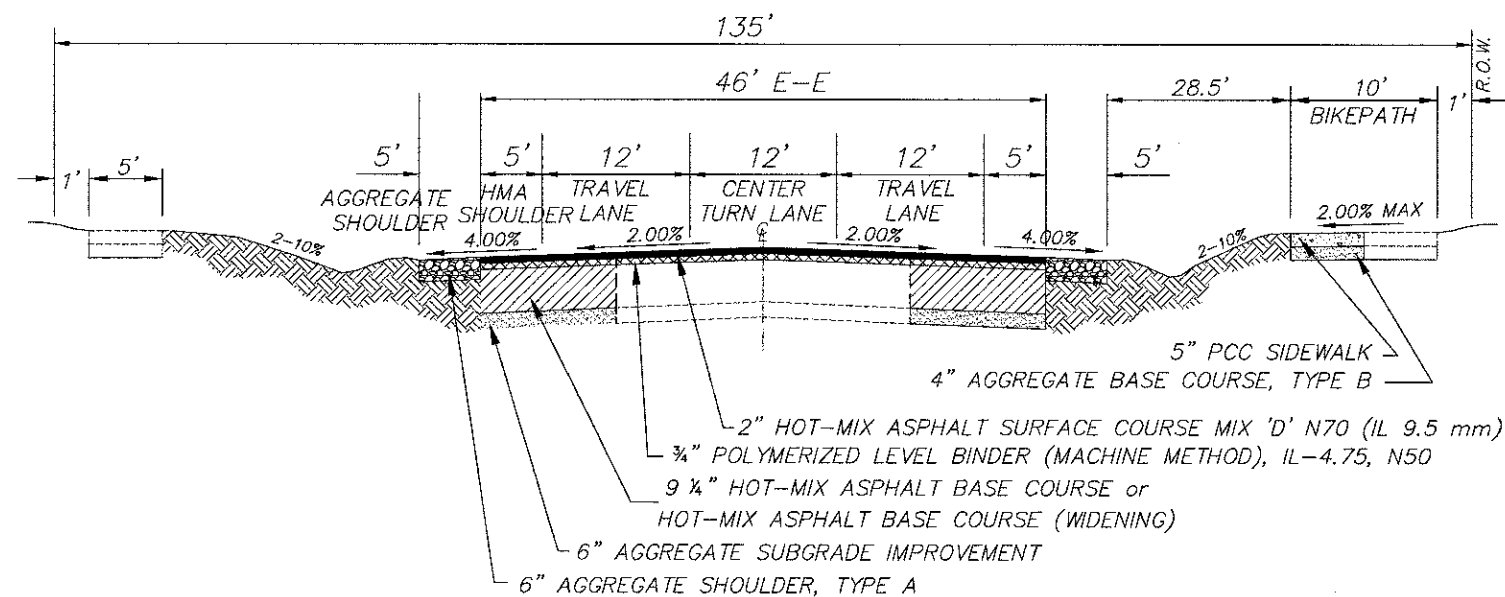 135'
R.O.W.
46' E-E
28.5'
10'
BIKEPATH
1'
1'
5'
5'
5'
12'
12'
12'
5'
5'
AGGREGATE
SHOULDER
HMA
SHOULDER
TRAVEL
LANE
CENTER
TURN LANE
TRAVEL
LANE
2-10%
4.00%
2.00%
℄
2.00%
4.00%
2-10%
2.00% MAX
5" PCC SIDEWALK
4" AGGREGATE BASE COURSE, TYPE B
2" HOT-MIX ASPHALT SURFACE COURSE MIX 'D' N70 (IL 9.5 mm)
¾" POLYMERIZED LEVEL BINDER (MACHINE METHOD), IL-4.75, N50
9 ¼" HOT-MIX ASPHALT BASE COURSE or
HOT-MIX ASPHALT BASE COURSE (WIDENING)
6" AGGREGATE SUBGRADE IMPROVEMENT
6" AGGREGATE SHOULDER, TYPE A